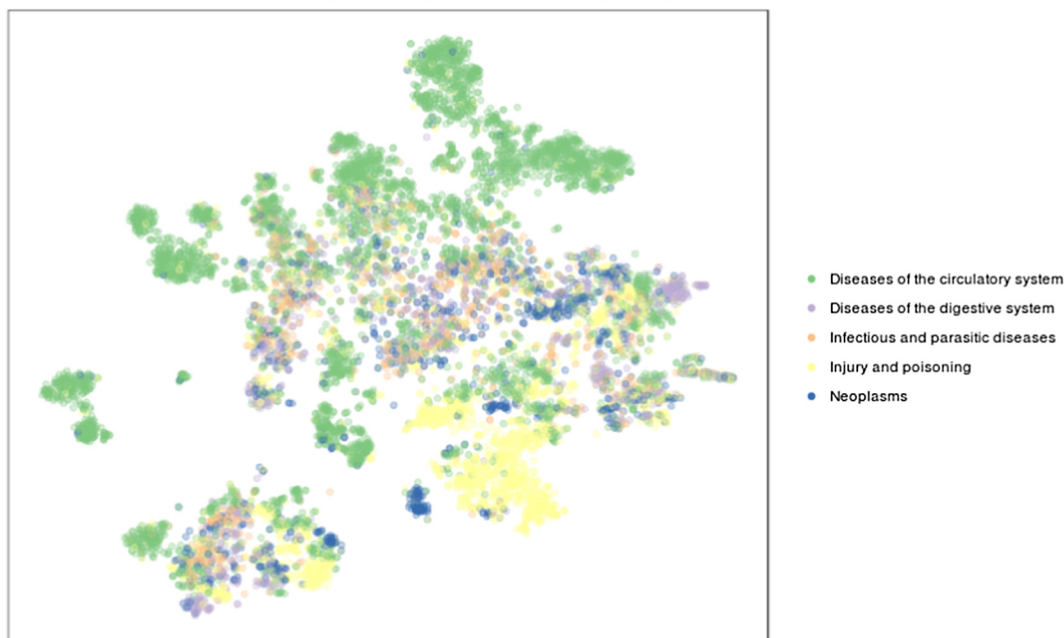 Diseases of the circulatory system
Diseases of the digestive system
Infectious and parasitic diseases
Injury and poisoning
Neoplasms